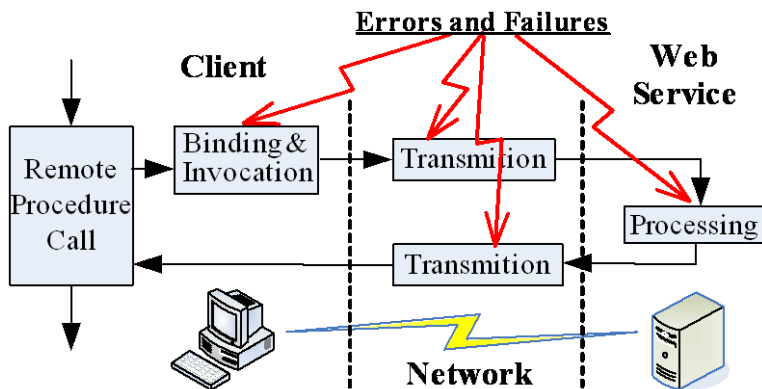 Errors and Failures
Client
Web
Service
Remote
Procedure
Call
Binding &
Invocation
Transmition
Processing
Transmition
Network